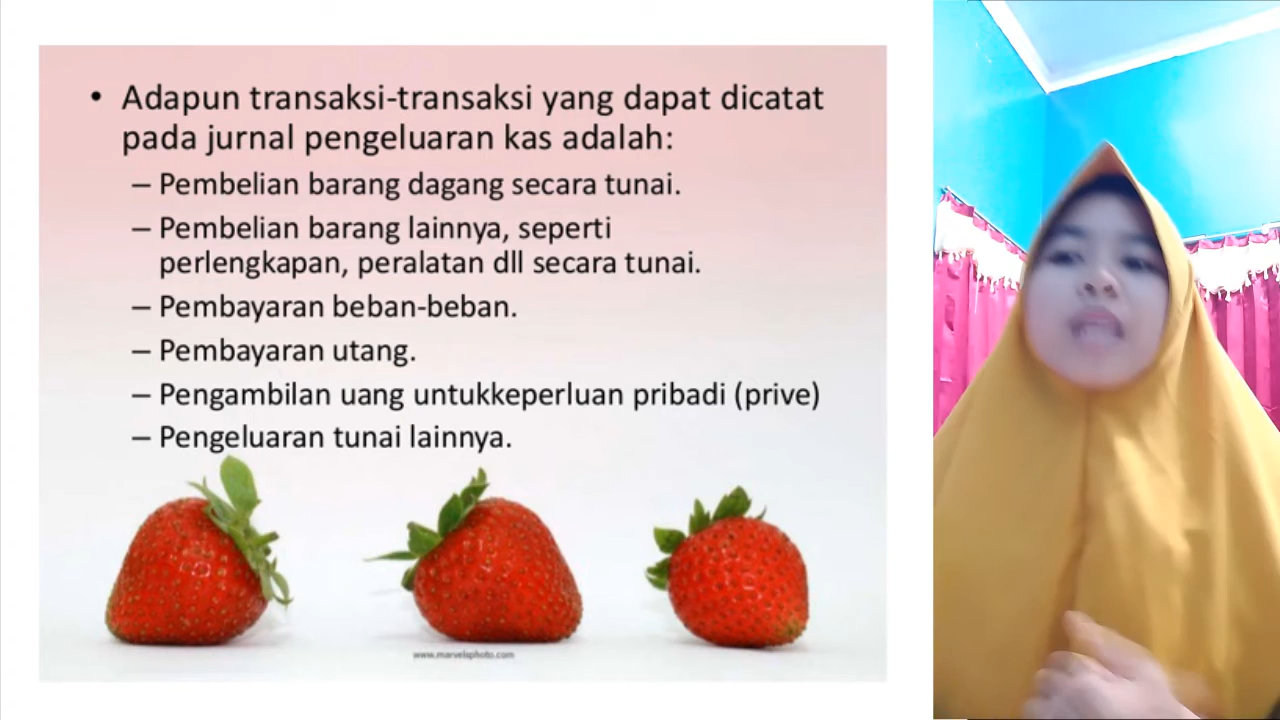 • Adapun transaksi-transaksi yang dapat dicatat
pada jurnal pengeluaran kas adalah:
– Pembelian barang dagang secara tunai.
– Pembelian barang lainnya, seperti
perlengkapan, peralatan dll secara tunai.
– Pembayaran beban-beban.
– Pembayaran utang.
– Pengambilan uang untukkeperluan pribadi (prive)
– Pengeluaran tunai lainnya.
www.marvelsphoto.com